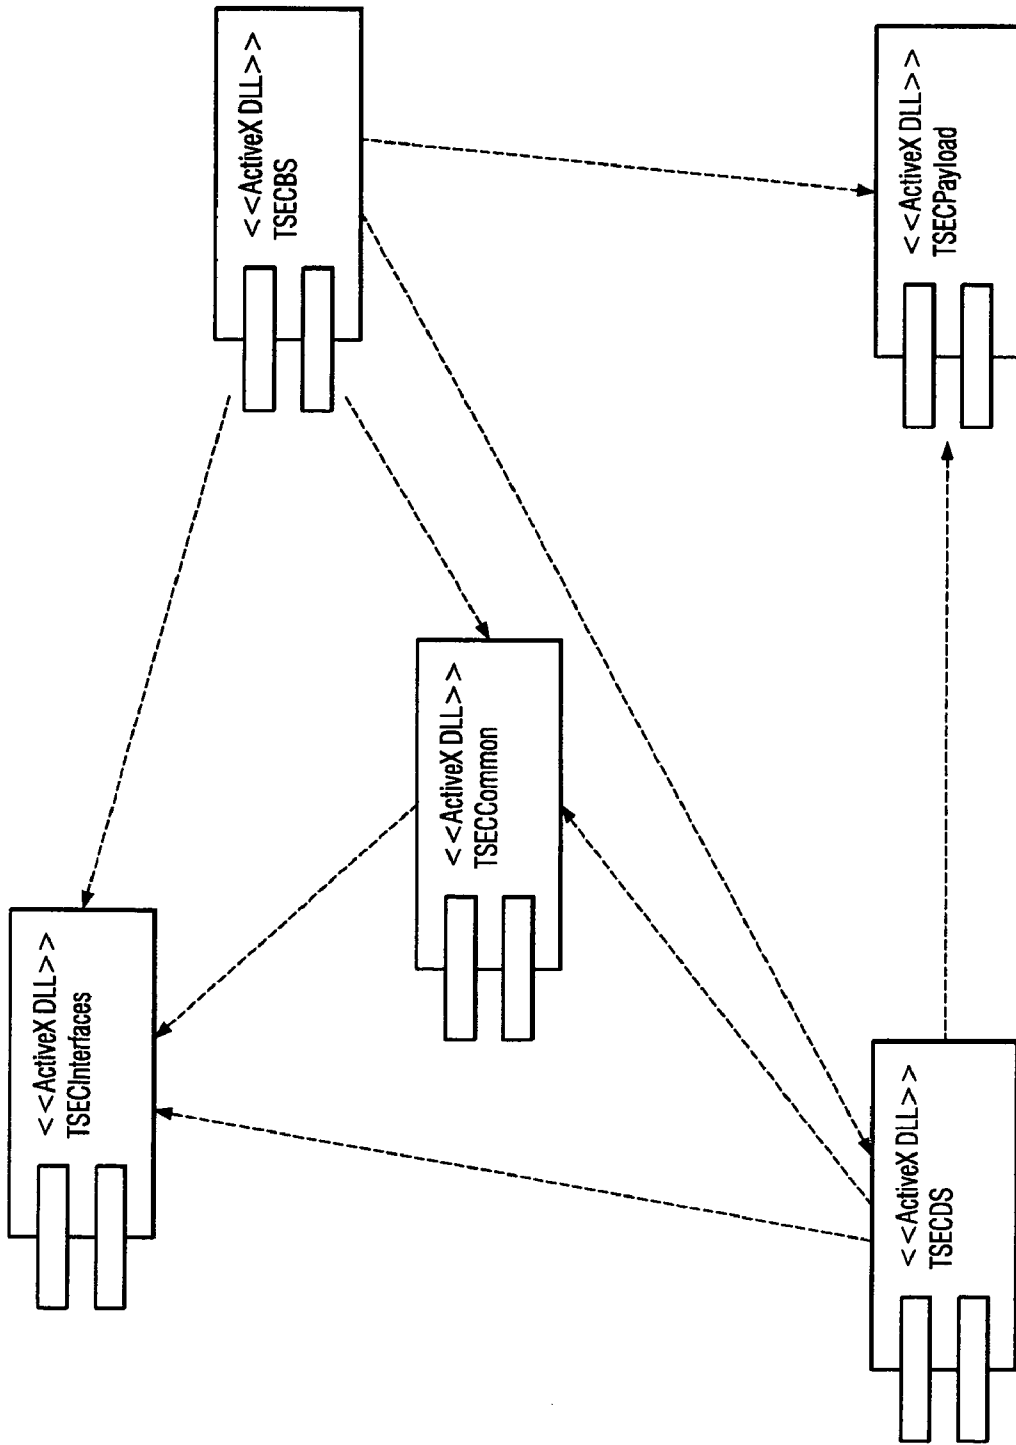 <<ActiveX DLL>>
TSECInterfaces
<<ActiveX DLL>>
TSECBS
<<ActiveX DLL>>
TSECCommon
<<ActiveX DLL>>
TSECDS
<<ActiveX DLL>>
TSECPayload